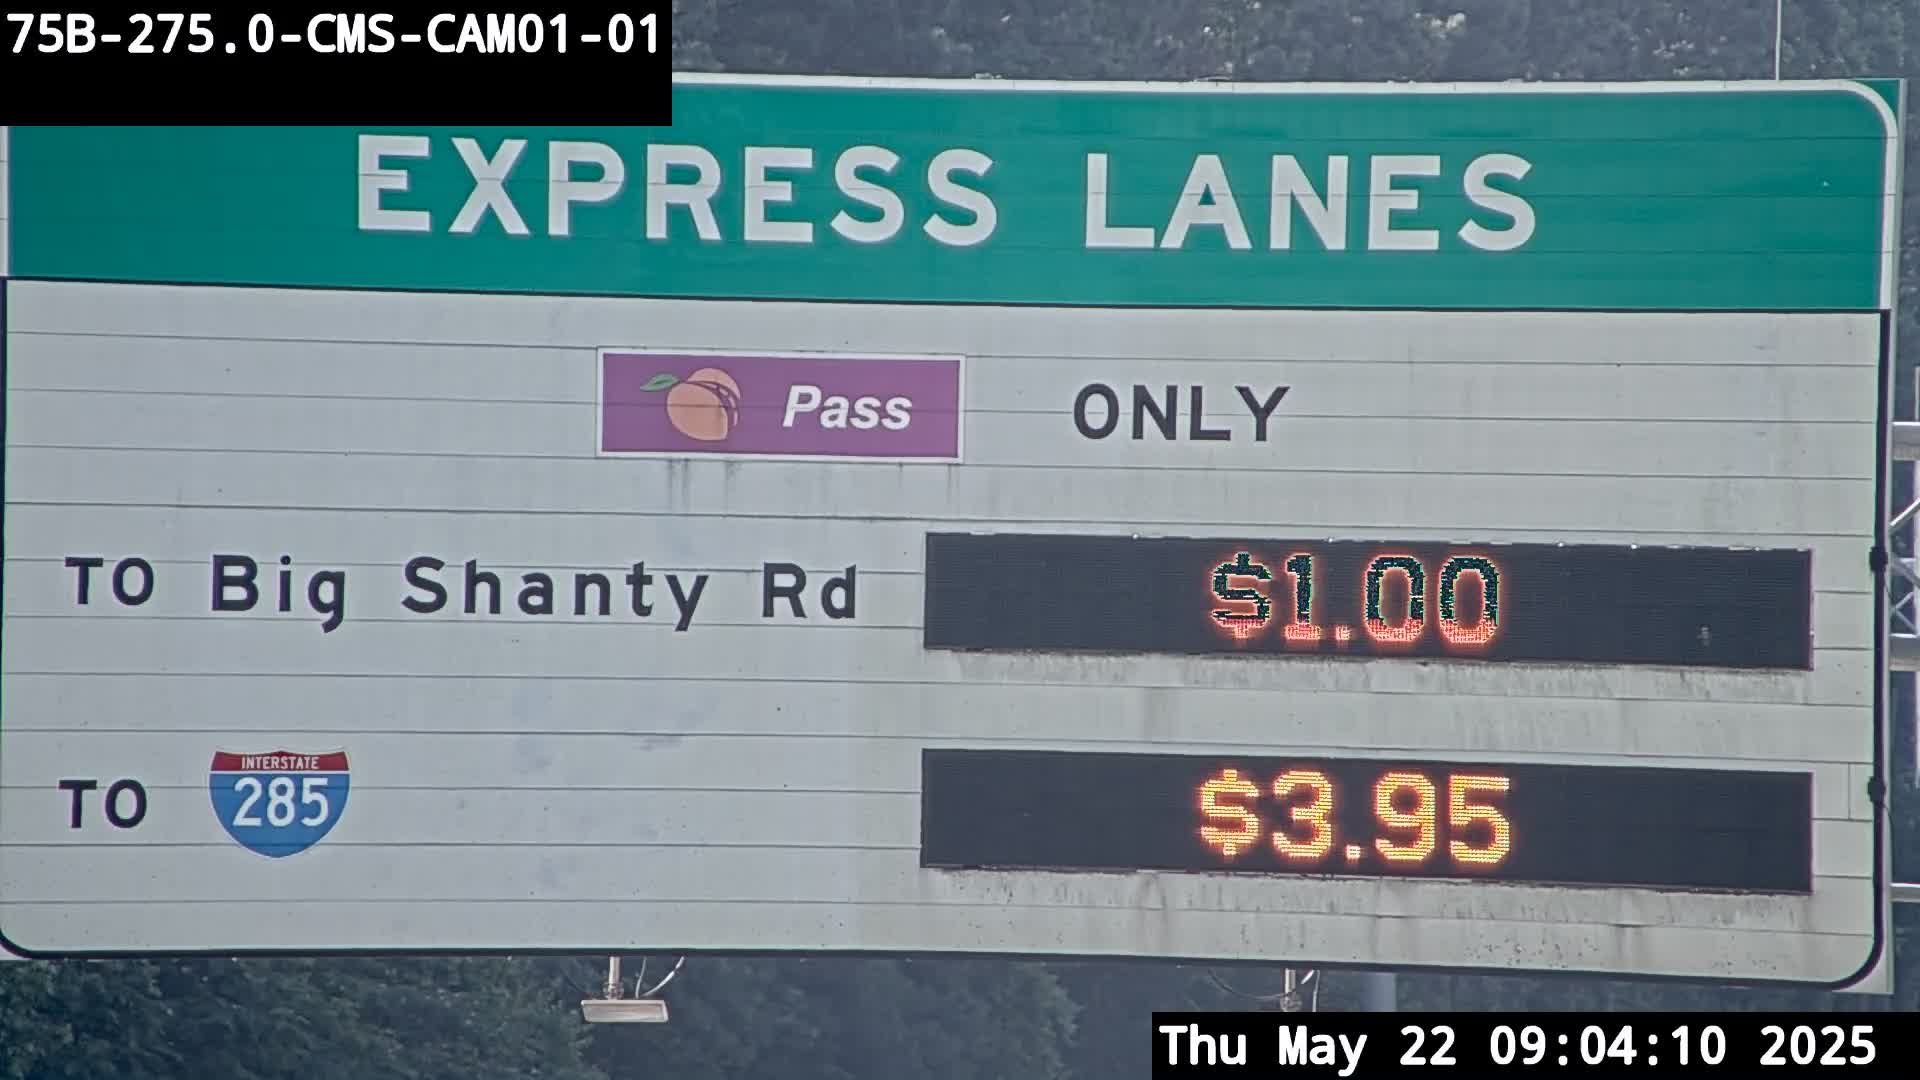 75B-275.0-CMS-CAM01-01
EXPRESS LANES
Pass ONLY
TO Big Shanty Rd $1.00
TO INTERSTATE 285 $3.95
Thu May 22 09:04:10 2025